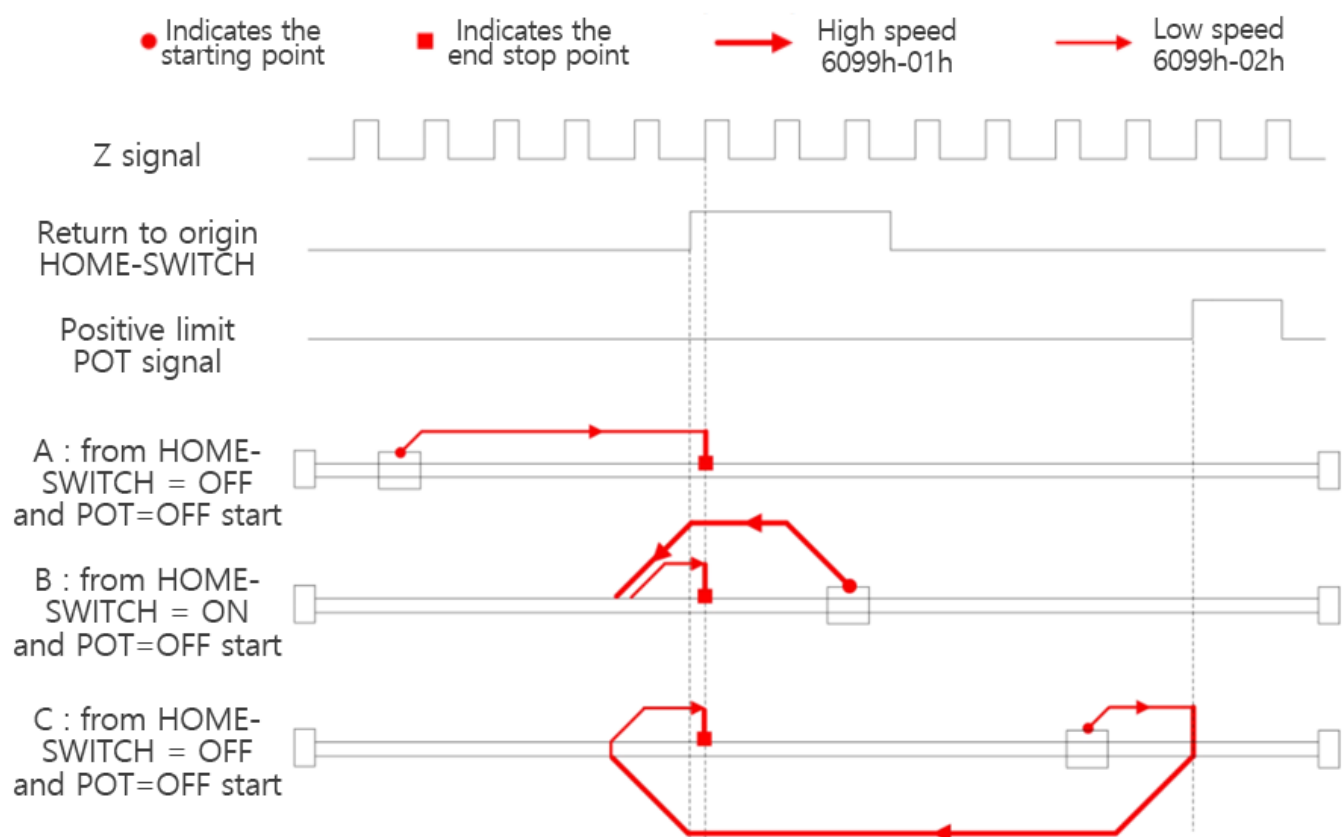 Indicates the
starting point
Indicates the
end stop point
High speed
6099h-01h
Low speed
6099h-02h
Z signal
Return to origin
HOME-SWITCH
Positive limit
POT signal
A : from HOME-
SWITCH = OFF
and POT=OFF start
B : from HOME-
SWITCH = ON
and POT=OFF start
C : from HOME-
SWITCH = OFF
and POT=OFF start